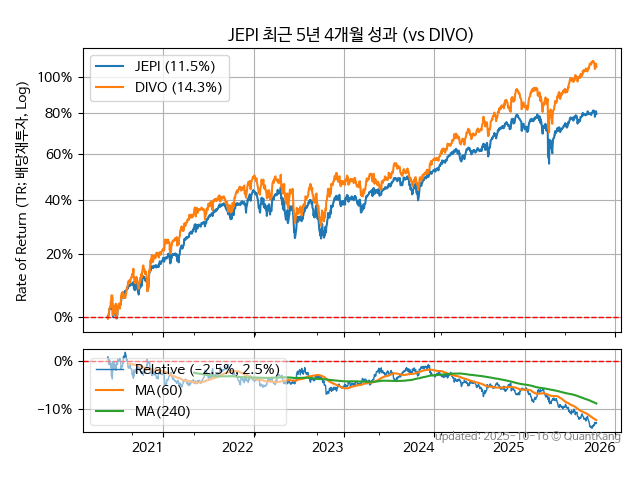 JEPI 최근 5년 4개월 성과 (vs DIVO)
Rate of Return (TR: 배당재투자, Log)
100%
80%
60%
40%
20%
0%
JEPI (11.5%)
DIVO (14.3%)
0%
−10%
Relative (−2.5%, 2.5%)
MA(60)
MA(240)
2021
2022
2023
2024
2025
2026
updated: 2025-10-16 © QuantKang